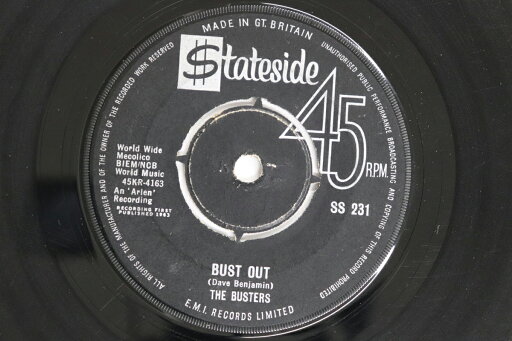 MADE IN GT. BRITAIN
$tateside
45
R.P.M.
SS 231
World Wide
Mecolico
BIEM/NCB
World Music
45KR-4163
An 'Arlen'
Recording
RECORDING FIRST
PUBLISHED 1963
BUST OUT
(Dave Benjamin)
THE BUSTERS
E.M.I. RECORDS LIMITED
ALL RIGHTS OF THE MANUFACTURER AND OF THE OWNER OF THE RECORDED WORK RESERVED
UNAUTHORISED PUBLIC PERFORMANCE BROADCASTING AND COPYING OF THIS RECORD PROHIBITED